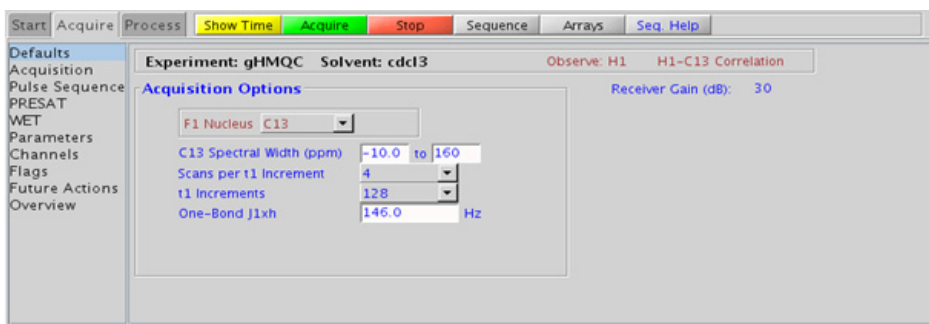 Start Acquire Process Show Time Acquire Stop Sequence Arrays Seq. Help
Defaults
Acquisition
Pulse Sequence
PRESAT
WET
Parameters
Channels
Flags
Future Actions
Overview
Experiment: gHMQC Solvent: cdcl3 Observe: H1 H1-C13 Correlation
Acquisition Options Receiver Gain (dB): 30
F1 Nucleus C13
C13 Spectral Width (ppm) -10.0 to 160
Scans per t1 Increment 4
t1 Increments 128
One-Bond J1xh 146.0 Hz